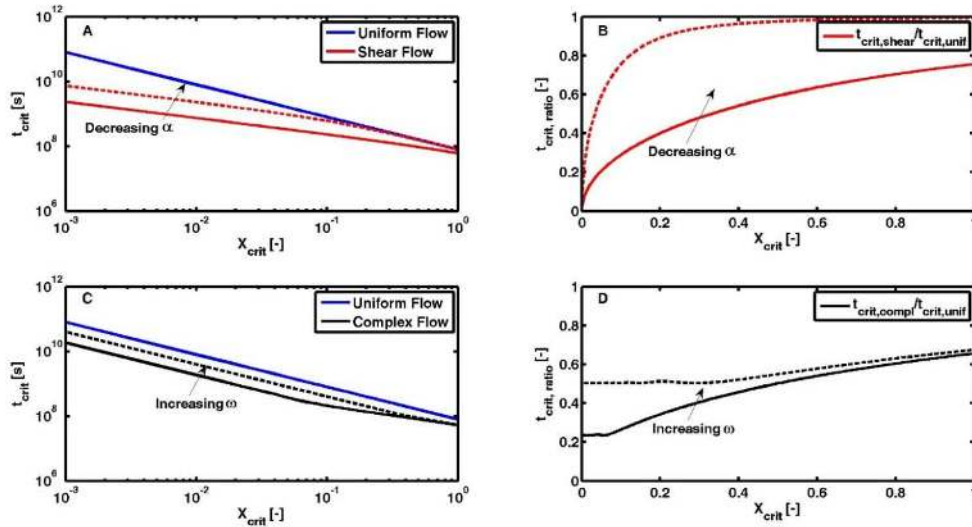 A
Uniform Flow
Shear Flow
Decreasing α
t_crit [s]
10^12
10^10
10^8
10^6
10^-3
10^-2
10^-1
10^0
X_crit [-]
B
t_crit,shear/t_crit,unif
Decreasing α
t_crit, ratio [-]
1
0.8
0.6
0.4
0.2
0
0
0.2
0.4
0.6
0.8
1
X_crit [-]
C
Uniform Flow
Complex Flow
Increasing ω
t_crit [s]
10^12
10^10
10^8
10^6
10^-3
10^-2
10^-1
10^0
X_crit [-]
D
t_crit,compl/t_crit,unif
Increasing ω
t_crit, ratio [-]
1
0.8
0.6
0.4
0.2
0
0
0.2
0.4
0.6
0.8
1
X_crit [-]